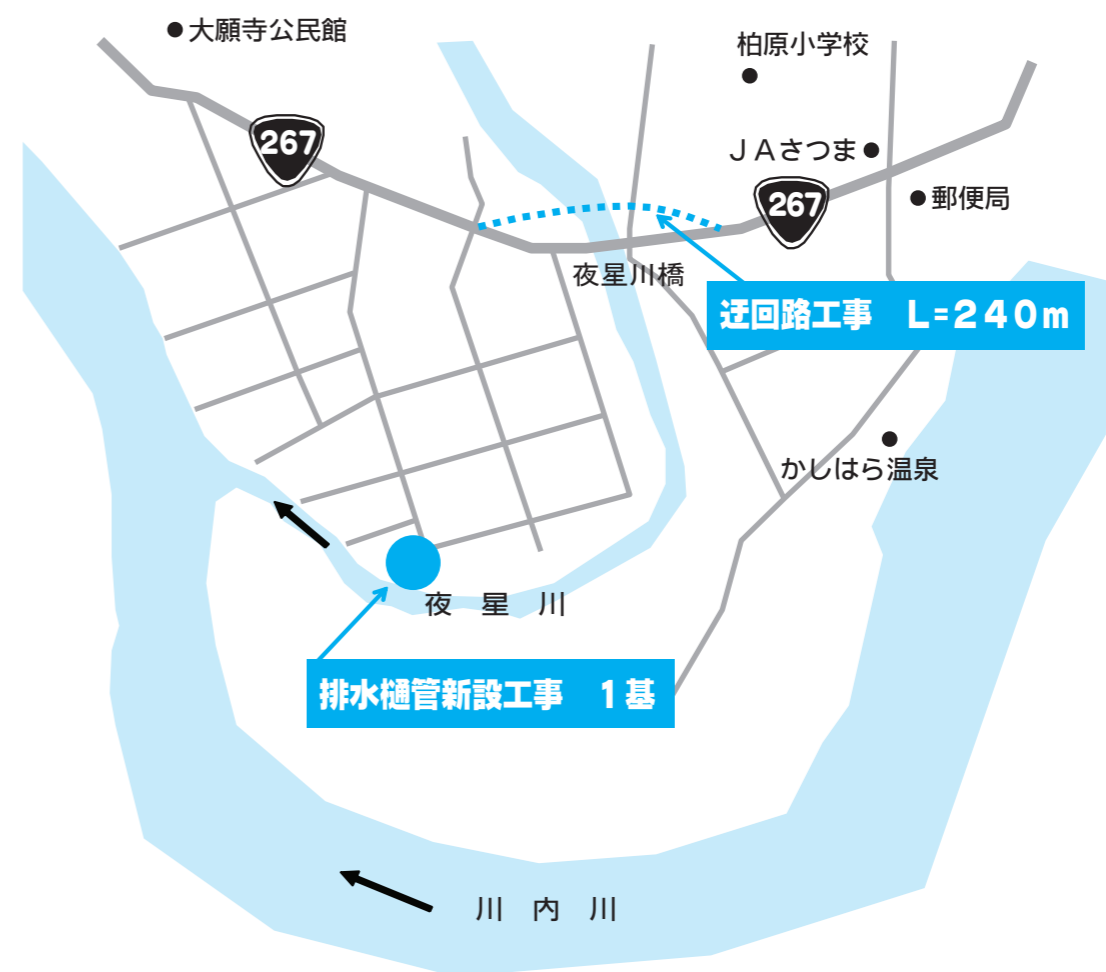 大願寺公民館
柏原小学校
267
ＪＡさつま
267
郵便局
夜星川橋
迂回路工事　L=240m
かしはら温泉
夜　星　川
排水樋管新設工事　1基
川　内　川